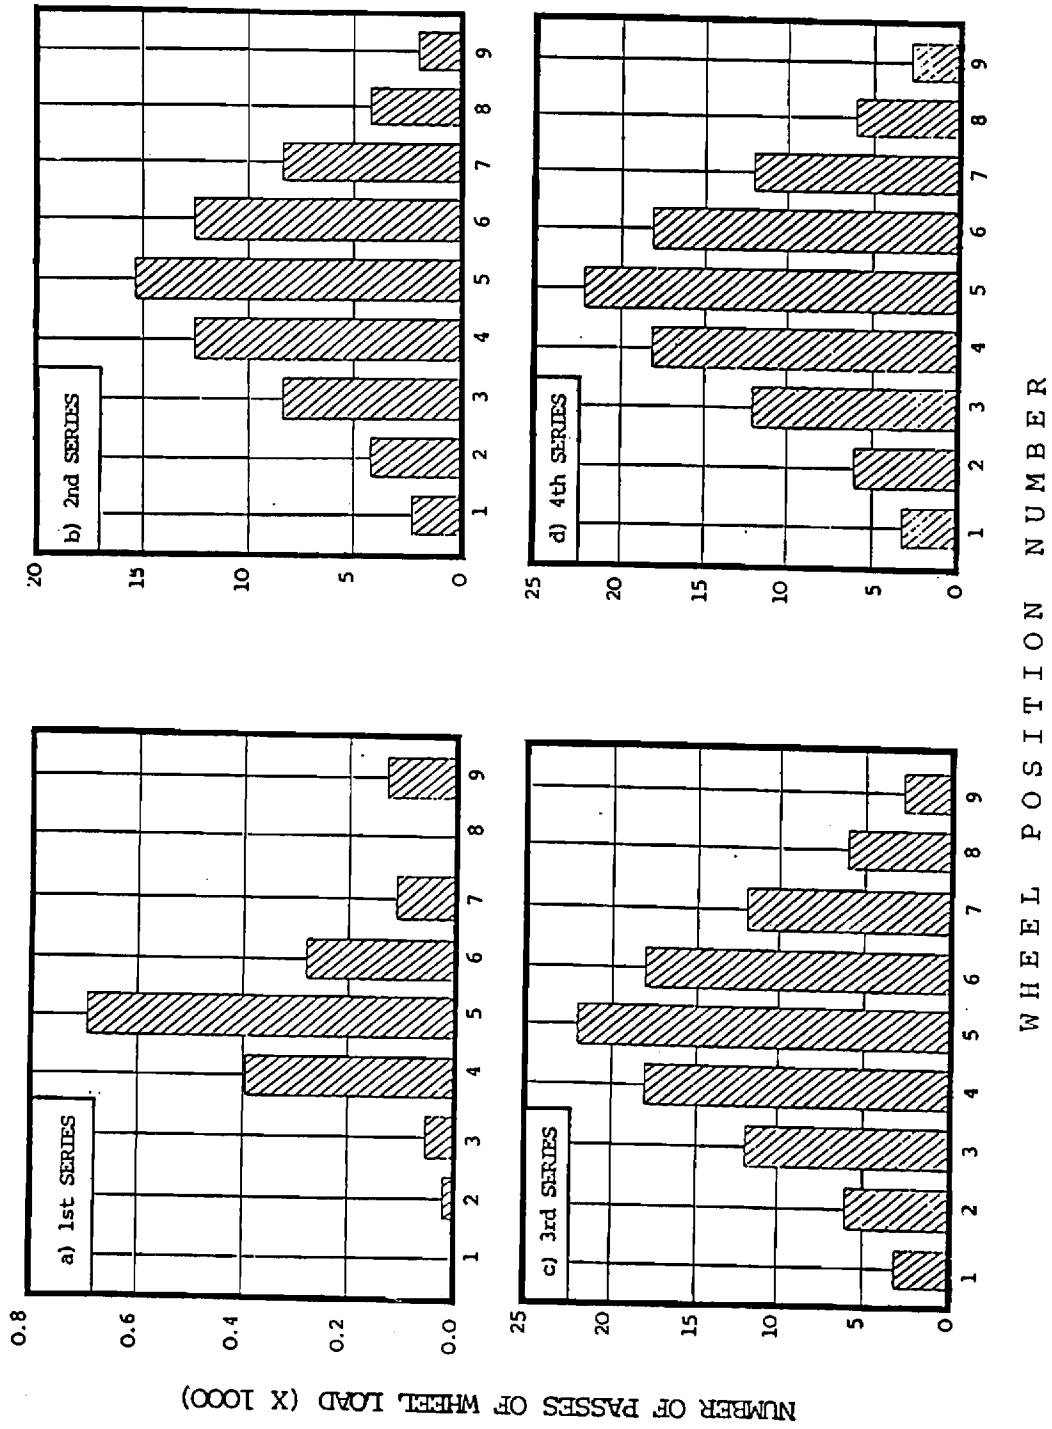 a) 1st SERIES
0.8
0.6
0.4
0.2
0.0
1 2 3 4 5 6 7 8 9
b) 2nd SERIES
20
15
10
5
0
1 2 3 4 5 6 7 8 9
c) 3rd SERIES
25
20
15
10
5
0
1 2 3 4 5 6 7 8 9
d) 4th SERIES
25
20
15
10
5
0
1 2 3 4 5 6 7 8 9
NUMBER OF PASSES OF WHEEL LOAD (X 1000)
WHEEL POSITION NUMBER